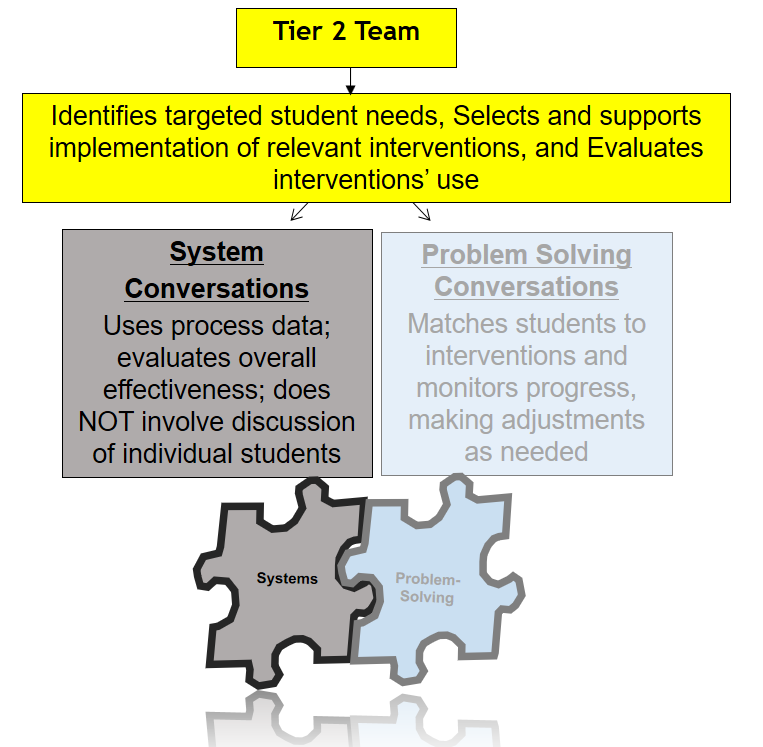 Tier 2 Team
Identifies targeted student needs, Selects and supports
implementation of relevant interventions, and Evaluates
interventions’ use
System
Conversations
Uses process data;
evaluates overall
effectiveness; does
NOT involve discussion
of individual students
Problem Solving
Conversations
Matches students to
interventions and
monitors progress,
making adjustments
as needed
Systems
Problem-
Solving